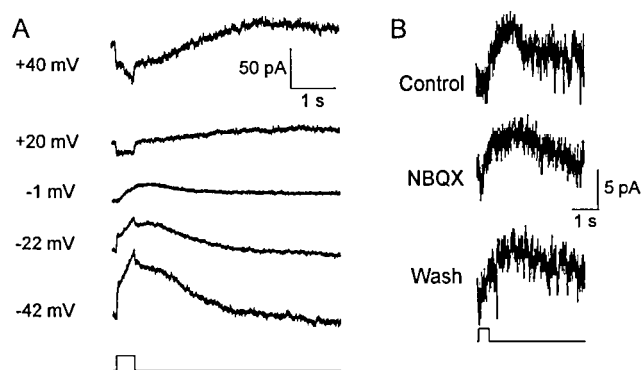 A
+40 mV
50 pA
1 s
+20 mV
-1 mV
-22 mV
-42 mV
B
Control
NBQX
5 pA
1 s
Wash